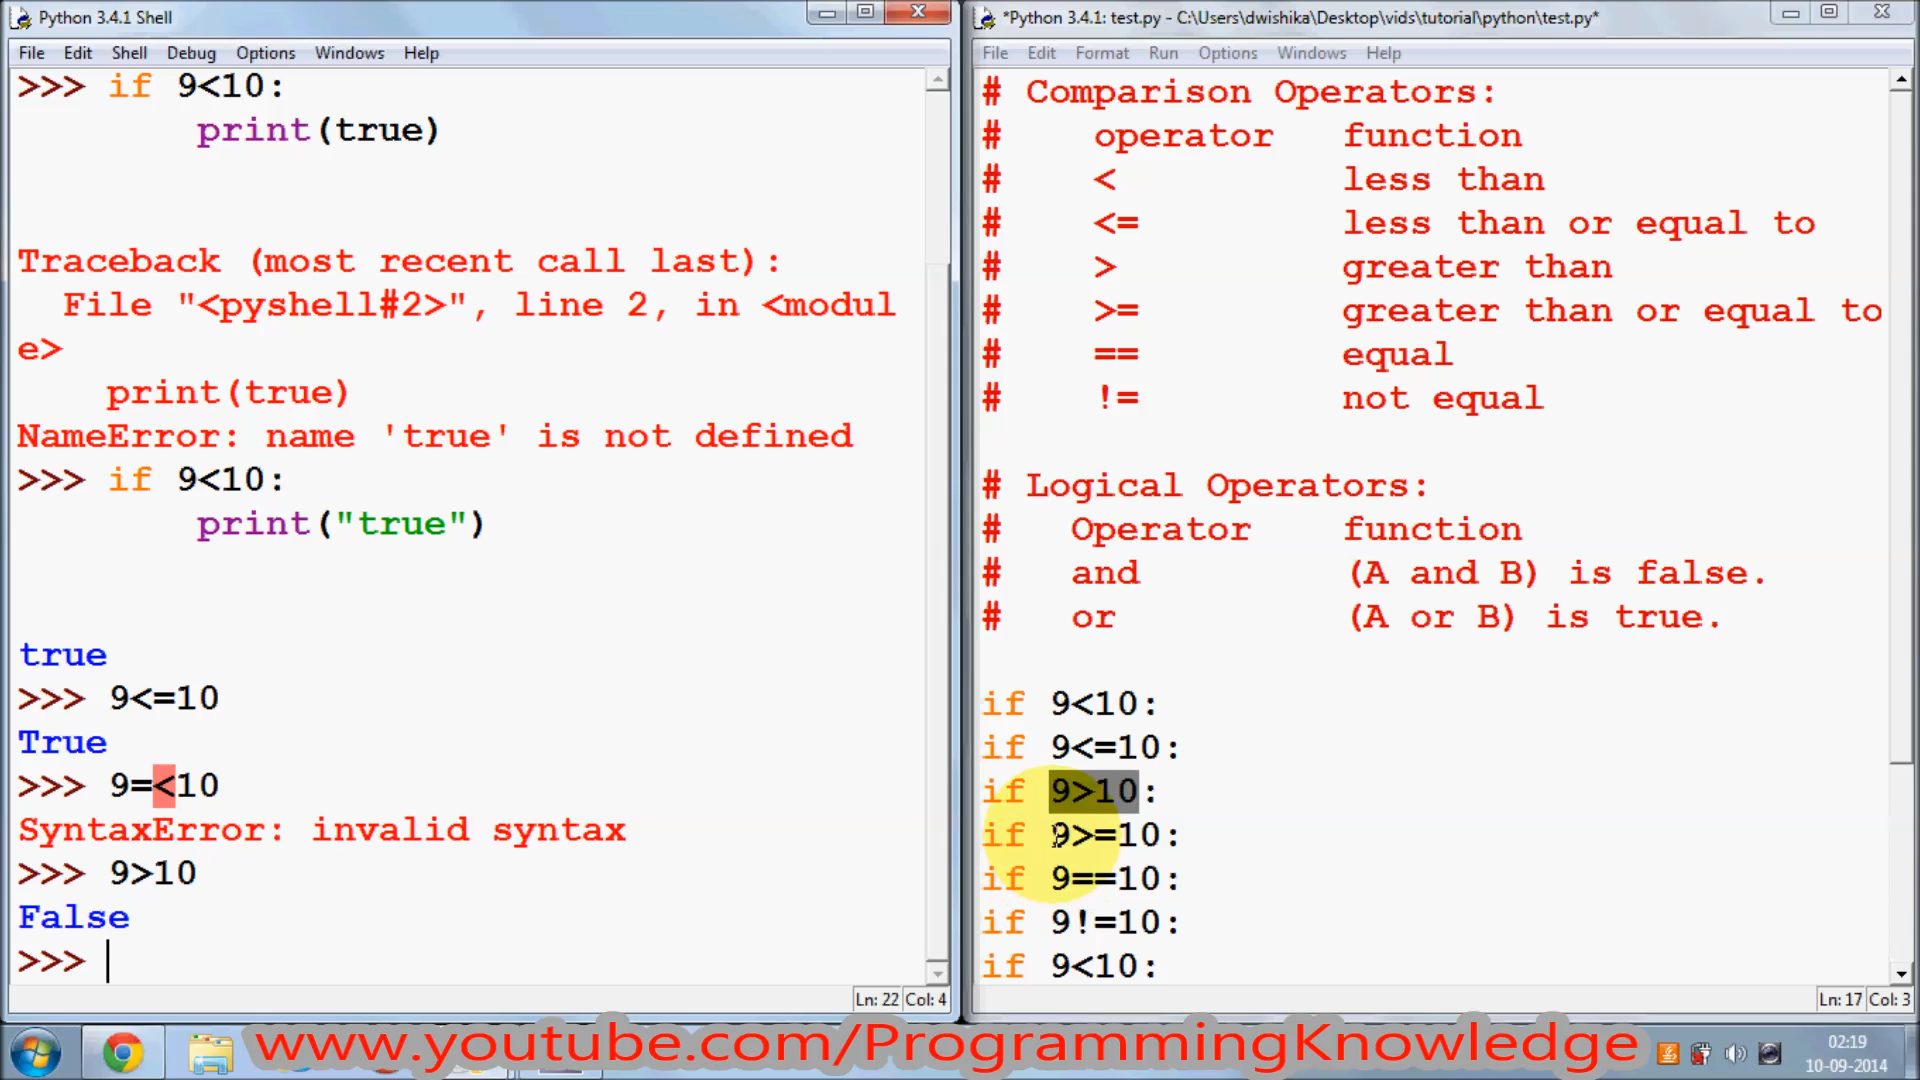 Python 3.4.1 Shell
File Edit Shell Debug Options Windows Help
>>> if 9<10:
print(true)
Traceback (most recent call last):
File "<pyshell#2>", line 2, in <modul
e>
print(true)
NameError: name 'true' is not defined
>>> if 9<10:
print("true")
true
>>> 9<=10
True
>>> 9=<10
SyntaxError: invalid syntax
>>> 9>10
False
>>>
Ln: 22 Col: 4
*Python 3.4.1: test.py - C:\Users\dwishika\Desktop\vids\tutorial\python\test.py*
File Edit Format Run Options Windows Help
# Comparison Operators:
# operator function
# < less than
# <= less than or equal to
# > greater than
# >= greater than or equal to
# == equal
# != not equal
# Logical Operators:
# Operator function
# and (A and B) is false.
# or (A or B) is true.
if 9<10:
if 9<=10:
if 9>10:
if 9>=10:
if 9==10:
if 9!=10:
if 9<10:
Ln: 17 Col: 3
www.youtube.com/ProgrammingKnowledge
02:19
10-09-2014